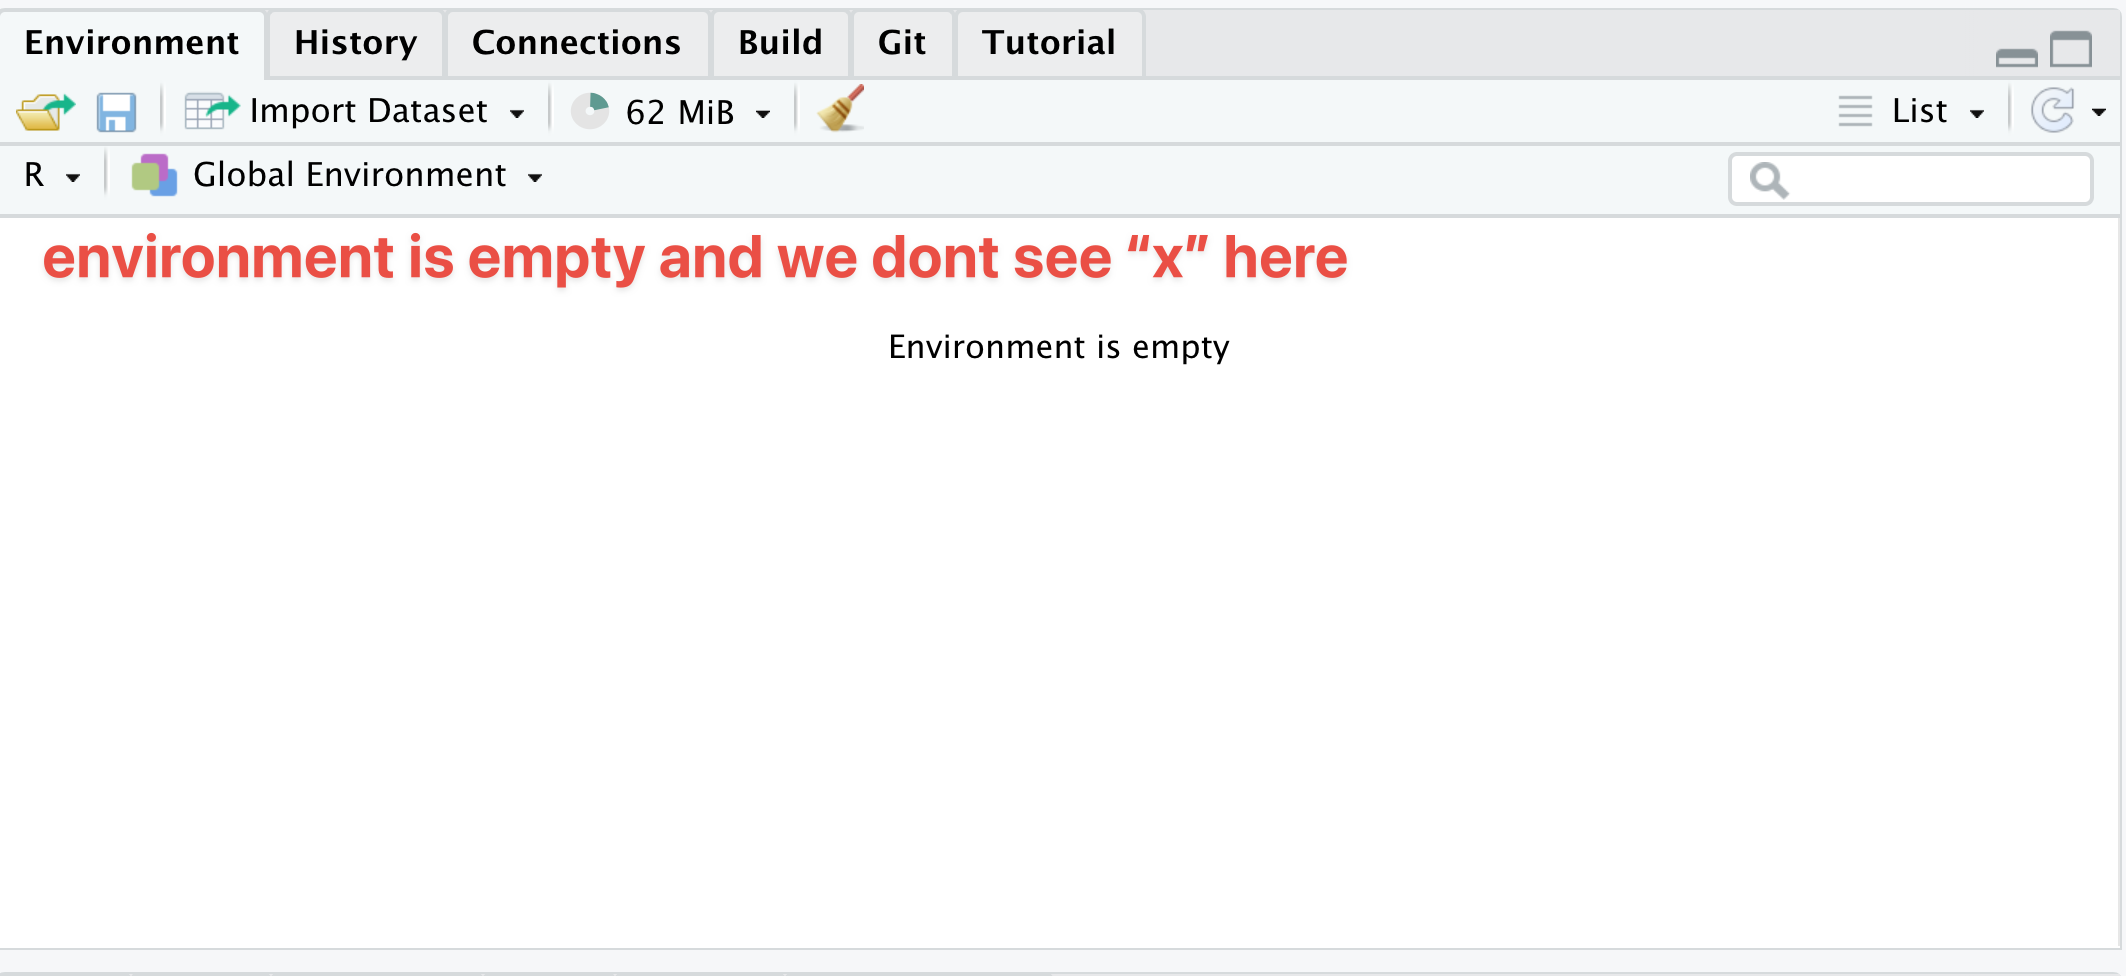 Environment History Connections Build Git Tutorial
Import Dataset 62 MiB List
R Global Environment
environment is empty and we dont see “x” here
Environment is empty